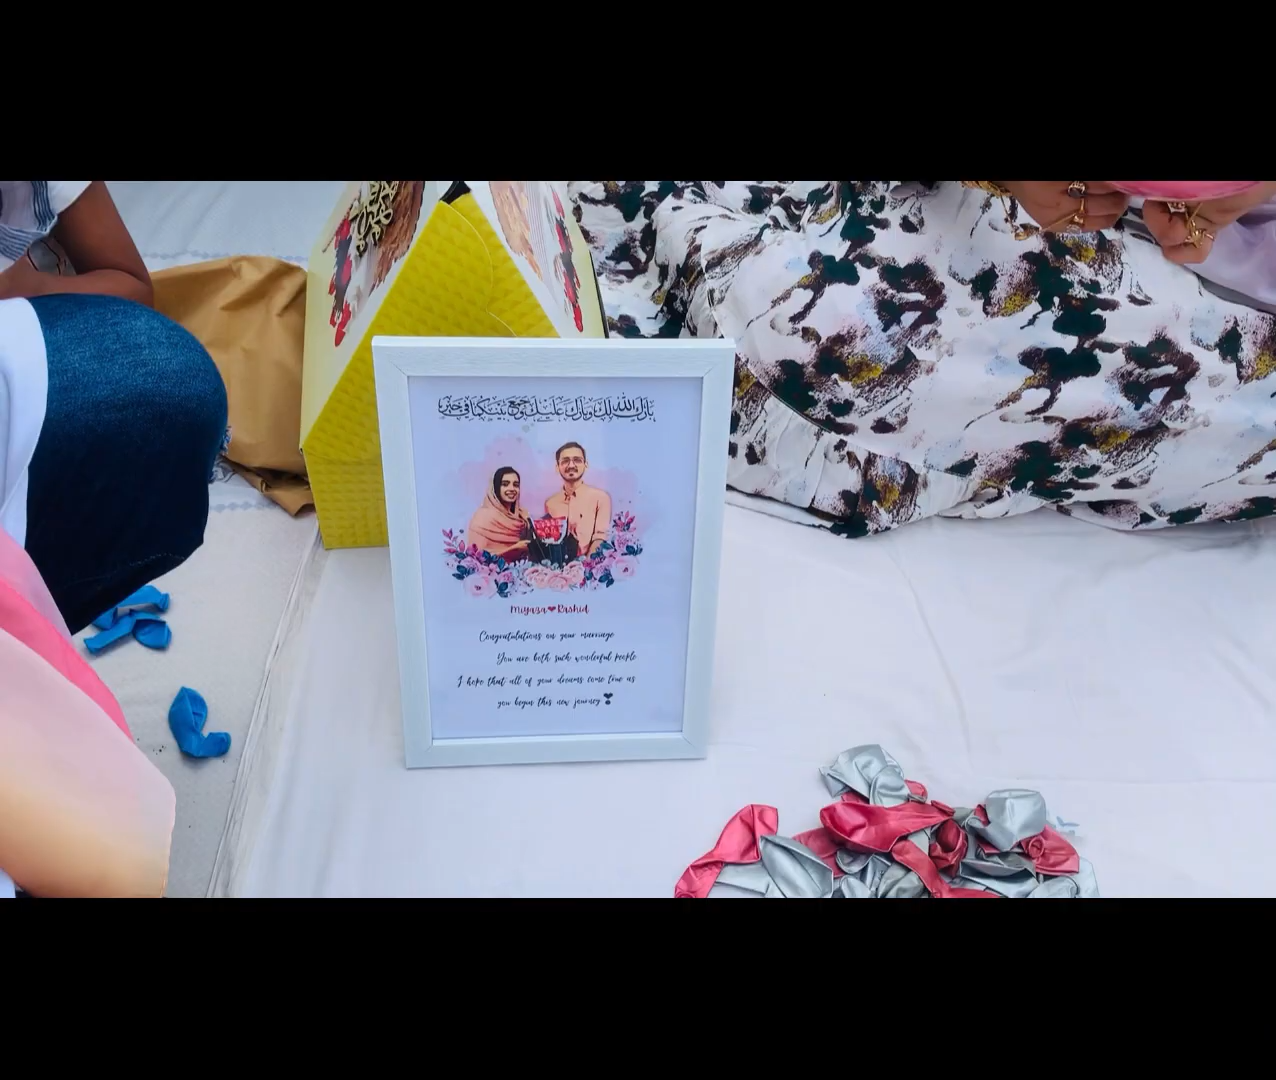 بارك الله لك وبارك عليك وجمع بينكما في خير
Miyaza❤Rashid
Congratulations on your marriage
You are both such wonderful people
I hope that all of your dreams come true as
you begin this new journey❣